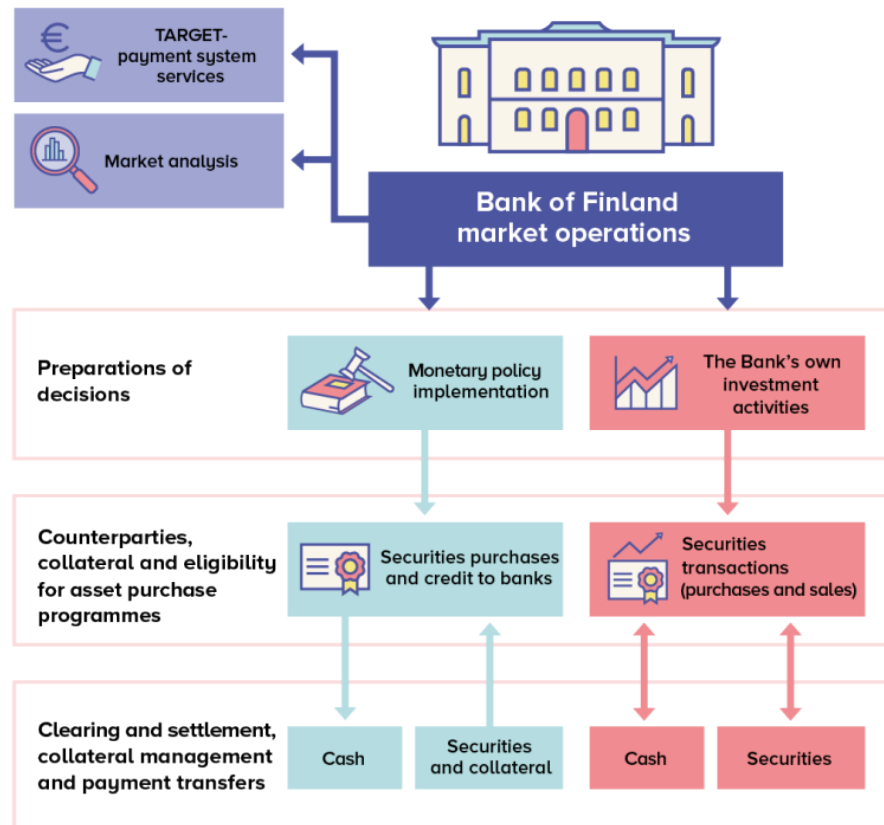 TARGET-
payment system
services
Market analysis
Bank of Finland
market operations
Preparations of
decisions
Monetary policy
implementation
The Bank's own
investment
activities
Counterparties,
collateral and eligibility
for asset purchase
programmes
Securities purchases
and credit to banks
Securities
transactions
(purchases and sales)
Clearing and settlement,
collateral management
and payment transfers
Cash
Securities
and collateral
Cash
Securities